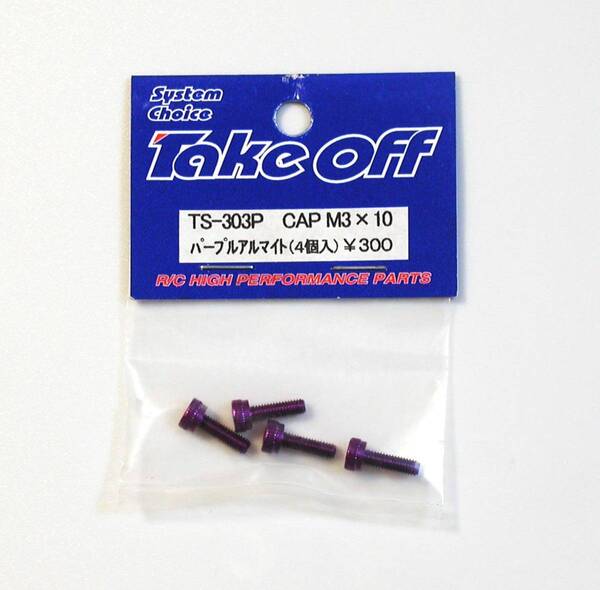 System
Choice
Take Off
TS-303P CAP M3×10
パープルアルマイト(4個入)¥300
R/C HIGH PERFORMANCE PARTS